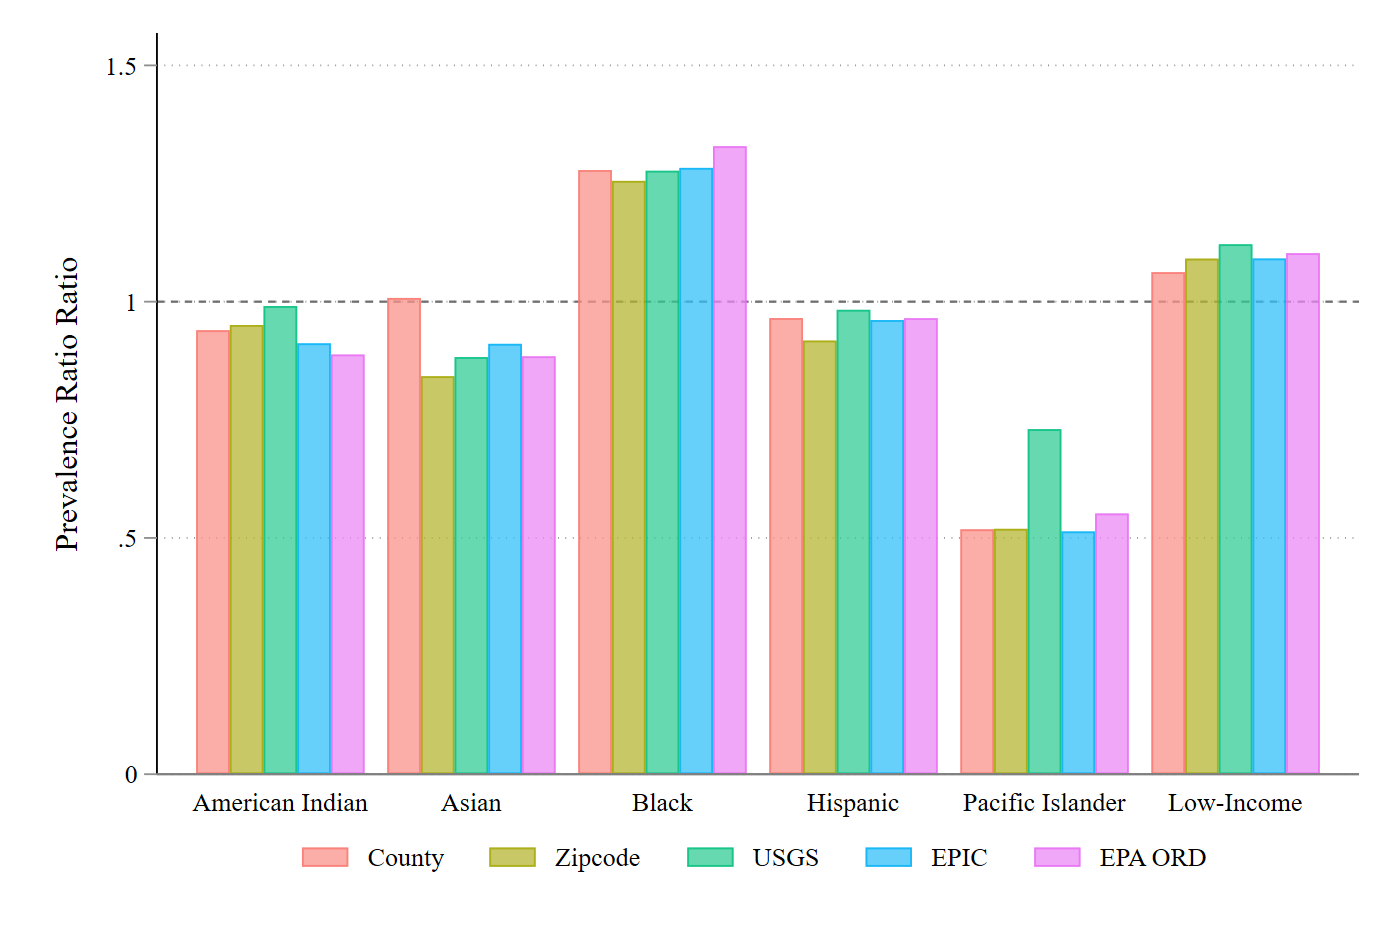 Prevalence Ratio Ratio
1.5
1
.5
0
American Indian Asian Black Hispanic Pacific Islander Low-Income
County Zipcode USGS EPIC EPA ORD